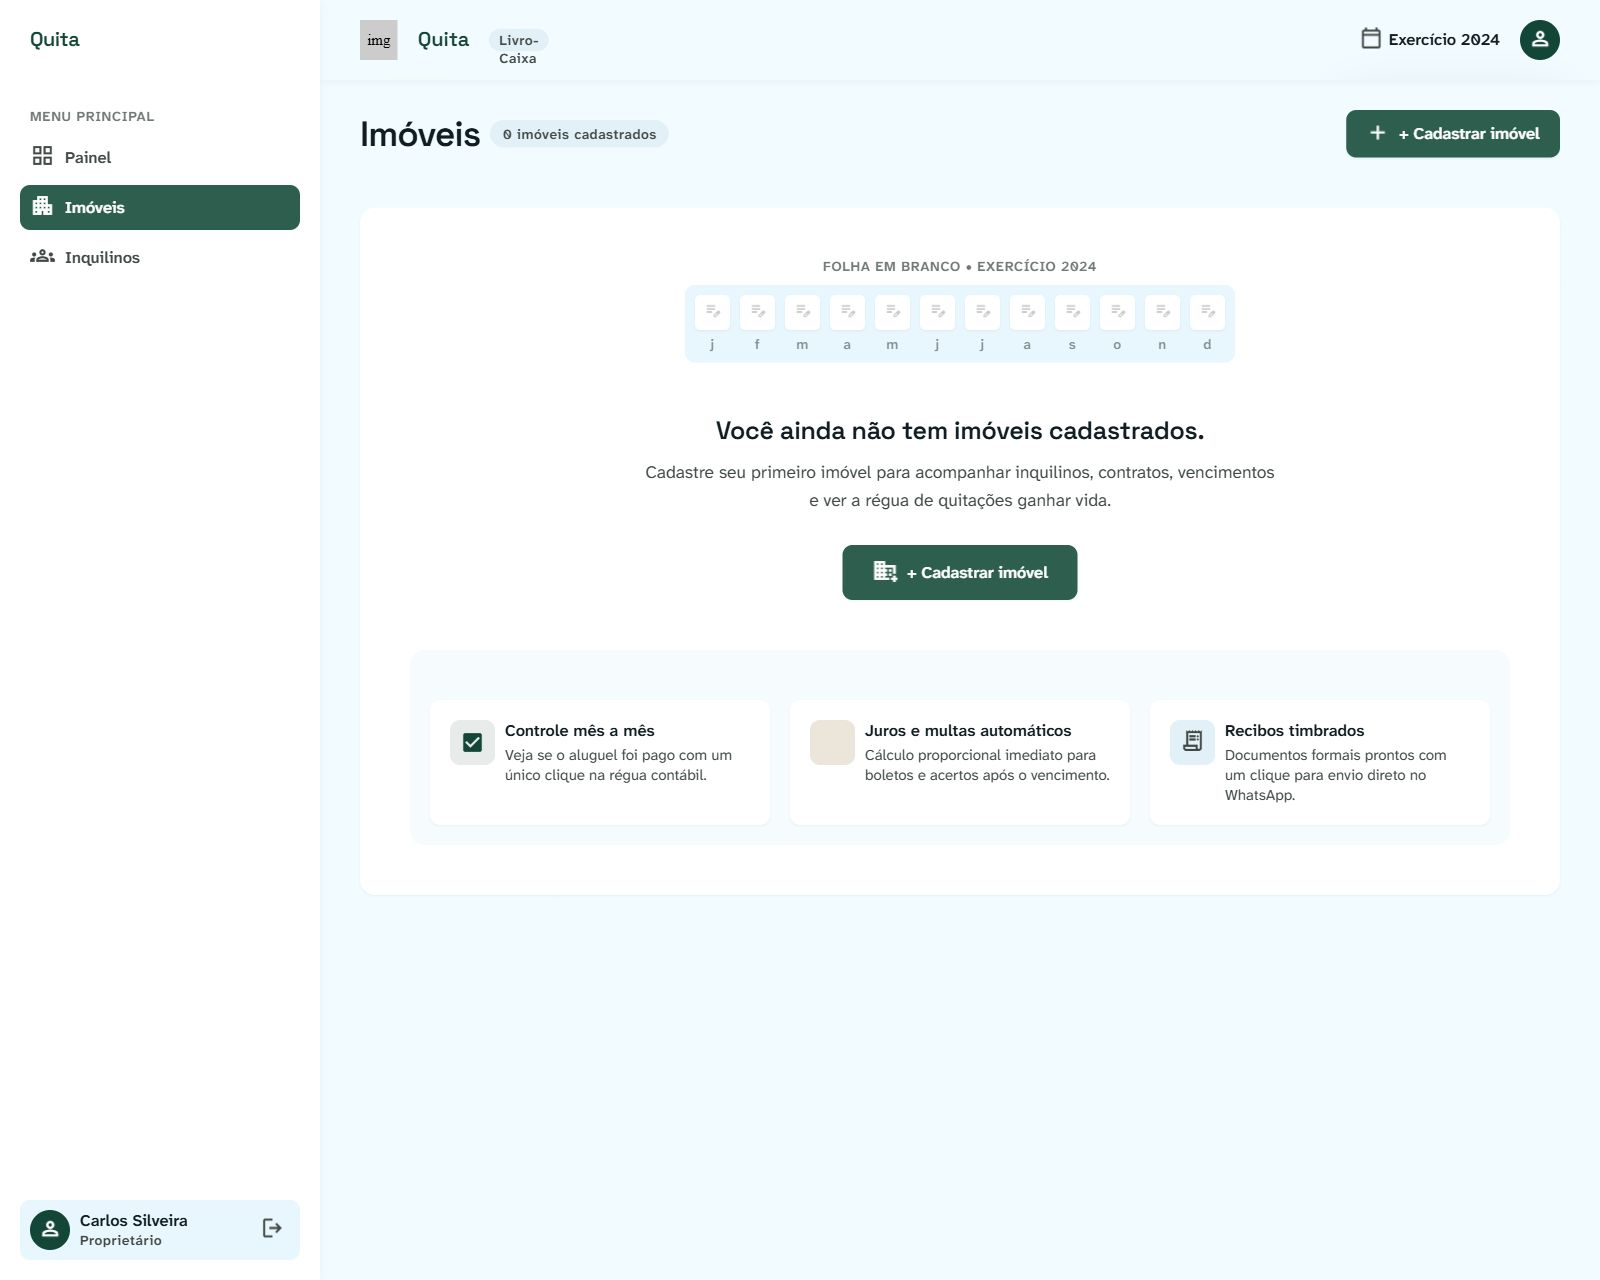 Quita
MENU PRINCIPAL
Painel
Imóveis
Inquilinos
Carlos Silveira
Proprietário
img
Quita
Livro-
Caixa
Exercício 2024
Imóveis
0 imóveis cadastrados
+ Cadastrar imóvel
FOLHA EM BRANCO • EXERCÍCIO 2024
j f m a m j j a s o n d
Você ainda não tem imóveis cadastrados.
Cadastre seu primeiro imóvel para acompanhar inquilinos, contratos, vencimentos
e ver a régua de quitações ganhar vida.
+ Cadastrar imóvel
Controle mês a mês
Veja se o aluguel foi pago com um
único clique na régua contábil.
Juros e multas automáticos
Cálculo proporcional imediato para
boletos e acertos após o vencimento.
Recibos timbrados
Documentos formais prontos com
um clique para envio direto no
WhatsApp.